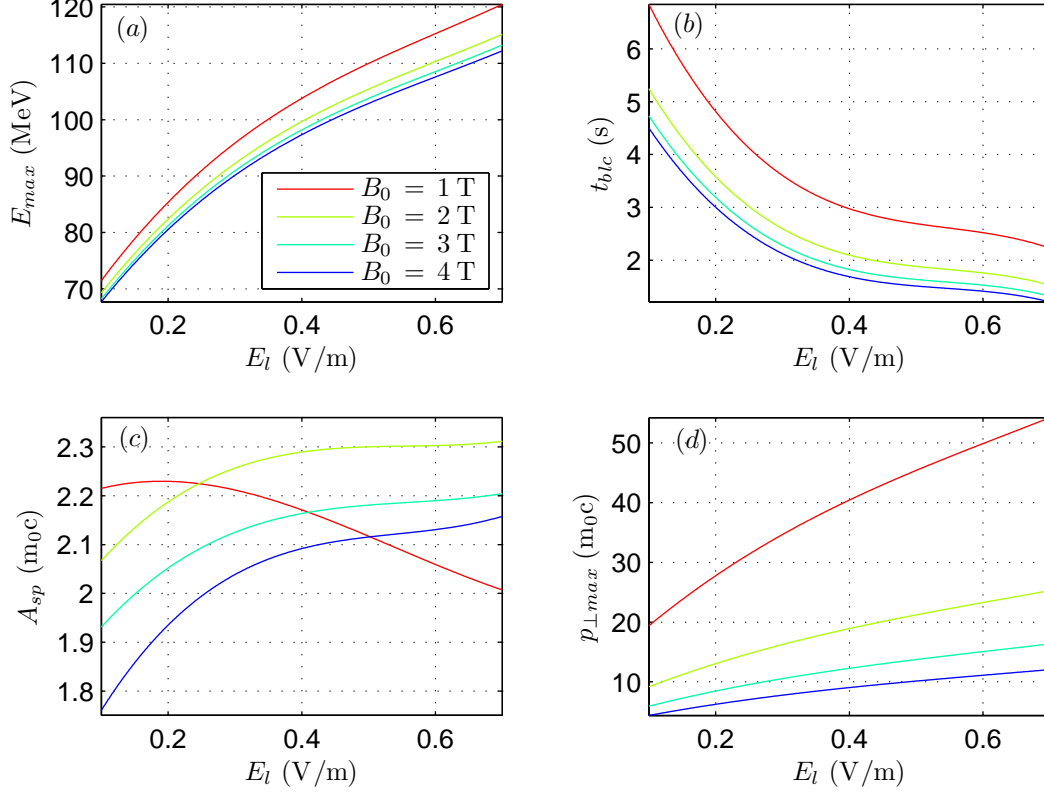 (a)
120
110
100
90
80
70
E_max (MeV)
0.2 0.4 0.6
E_l (V/m)
B_0 = 1 T
B_0 = 2 T
B_0 = 3 T
B_0 = 4 T
(b)
6
5
4
3
2
t_blc (s)
0.2 0.4 0.6
E_l (V/m)
(c)
2.3
2.2
2.1
2
1.9
1.8
A_sp (m_0c)
0.2 0.4 0.6
E_l (V/m)
(d)
50
40
30
20
10
p_⊥max (m_0c)
0.2 0.4 0.6
E_l (V/m)